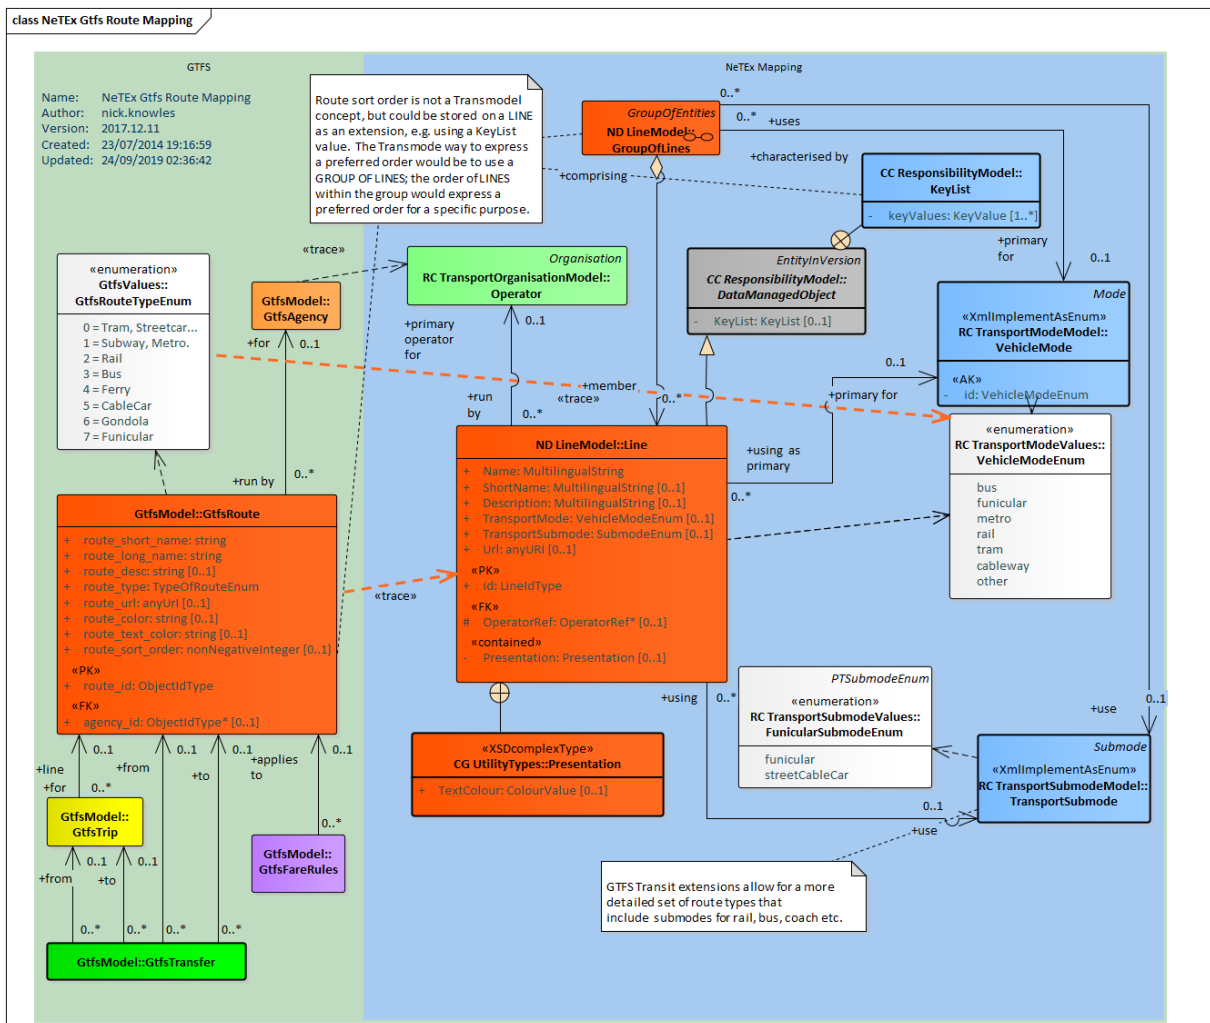 class NeTEx Gtfs Route Mapping
GTFS
NeTEx Mapping
Name: NeTEx Gtfs Route Mapping
Author: nick.knowles
Version: 2017.12.11
Created: 23/07/2014 19:16:59
Updated: 24/09/2019 02:36:42
Route sort order is not a Transmodel
concept, but could be stored on a LINE
as an extension, e.g. using a KeyList
value. The Transmode way to express
a preferred order would be to use a
GROUP OF LINES; the order of LINES
within the group would express a
preferred order for a specific purpose.
GroupOfEntities
ND LineModel::
GroupOfLines
0..*
0..*
+uses
+characterised by
+comprising
CC ResponsibilityModel::
KeyList
- keyValues: KeyValue [1..*]
+primary
for
0..1
«trace»
Organisation
RC TransportOrganisationModel::
Operator
EntityInVersion
CC ResponsibilityModel::
DataManagedObject
- KeyList: KeyList [0..1]
Mode
«XmlImplementAsEnum»
RC TransportModeModel::
VehicleMode
«AK»
- id: VehicleModeEnum
«enumeration»
GtfsValues::
GtfsRouteTypeEnum
0 = Tram, Streetcar...
1 = Subway, Metro.
2 = Rail
3 = Bus
4 = Ferry
5 = CableCar
6 = Gondola
7 = Funicular
GtfsModel::
GtfsAgency
+for
0..1
+primary
operator
for
0..1
0..1
+member
«trace»
+primary for
+run
by
0..*
0..*
«enumeration»
RC TransportModeValues::
VehicleModeEnum
bus
funicular
metro
rail
tram
cableway
other
ND LineModel::Line
+ Name: MultilingualString
+ ShortName: MultilingualString [0..1]
+ Description: MultilingualString [0..1]
+ TransportMode: VehicleModeEnum [0..1]
+ TransportSubmode: SubmodeEnum [0..1]
+ Url: anyURI [0..1]
«PK»
+ id: LineIdType
«FK»
# OperatorRef: OperatorRef* [0..1]
«contained»
- Presentation: Presentation [0..1]
+using as
primary
0..*
+run by
0..*
GtfsModel::GtfsRoute
+ route_short_name: string
+ route_long_name: string
+ route_desc: string [0..1]
+ route_type: TypeOfRouteEnum
+ route_url: anyUrl [0..1]
+ route_color: string [0..1]
+ route_text_color: string [0..1]
+ route_sort_order: nonNegativeInteger [0..1]
«PK»
+ route_id: ObjectIdType
«FK»
+ agency_id: ObjectIdType* [0..1]
«trace»
+using
0..*
PTSubmodeEnum
«enumeration»
RC TransportSubmodeValues::
FunicularSubmodeEnum
funicular
streetCableCar
0..1
+use
Submode
«XmlImplementAsEnum»
RC TransportSubmodeModel::
TransportSubmode
0..1
+use
«XSDcomplexType»
CG UtilityTypes::Presentation
+ TextColour: ColourValue [0..1]
0..1
0..1
0..1
0..1
+line
+for
+from
+to
+applies
to
0..*
GtfsModel::
GtfsTrip
0..*
GtfsModel::
GtfsFareRules
0..1
0..1
+from
+to
0..*
0..*
0..*
0..*
GtfsModel::GtfsTransfer
GTFS Transit extensions allow for a more
detailed set of route types that
include submodes for rail, bus, coach etc.